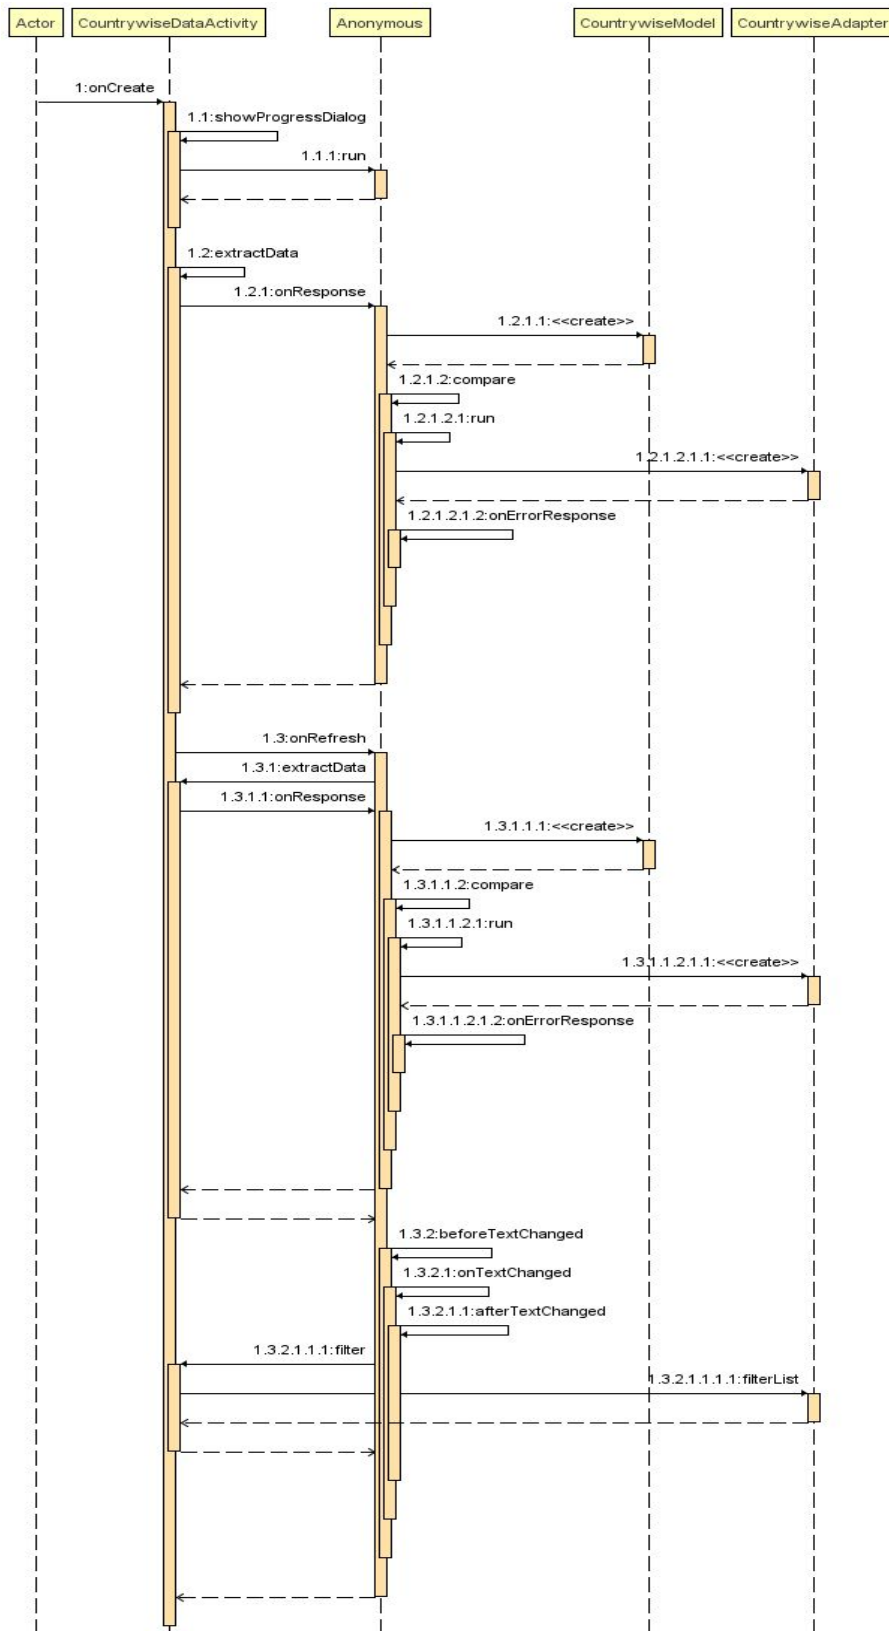 Actor
CountrywiseDataActivity
Anonymous
CountrywiseModel
CountrywiseAdapter
1:onCreate
1.1:showProgressDialog
1.1.1:run
1.2:extractData
1.2.1:onResponse
1.2.1.1:<<create>>
1.2.1.2:compare
1.2.1.2.1:run
1.2.1.2.1.1:<<create>>
1.2.1.2.1.2:onErrorResponse
1.3:onRefresh
1.3.1:extractData
1.3.1.1:onResponse
1.3.1.1.1:<<create>>
1.3.1.1.2:compare
1.3.1.1.2.1:run
1.3.1.1.2.1.1:<<create>>
1.3.1.1.2.1.2:onErrorResponse
1.3.2:beforeTextChanged
1.3.2.1:onTextChanged
1.3.2.1.1:afterTextChanged
1.3.2.1.1.1:filter
1.3.2.1.1.1.1:filterList